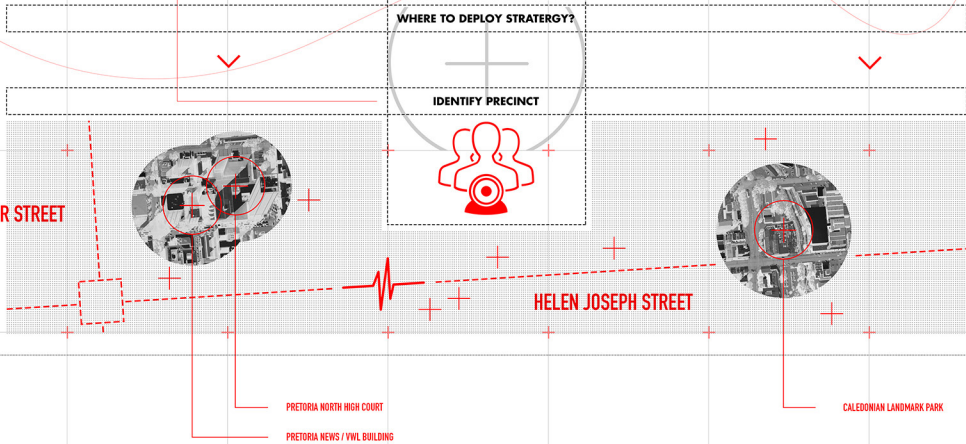 WHERE TO DEPLOY STRATERGY?
IDENTIFY PRECINCT
R STREET
HELEN JOSEPH STREET
PRETORIA NORTH HIGH COURT
CALEDONIAN LANDMARK PARK
PRETORIA NEWS / VWL BUILDING